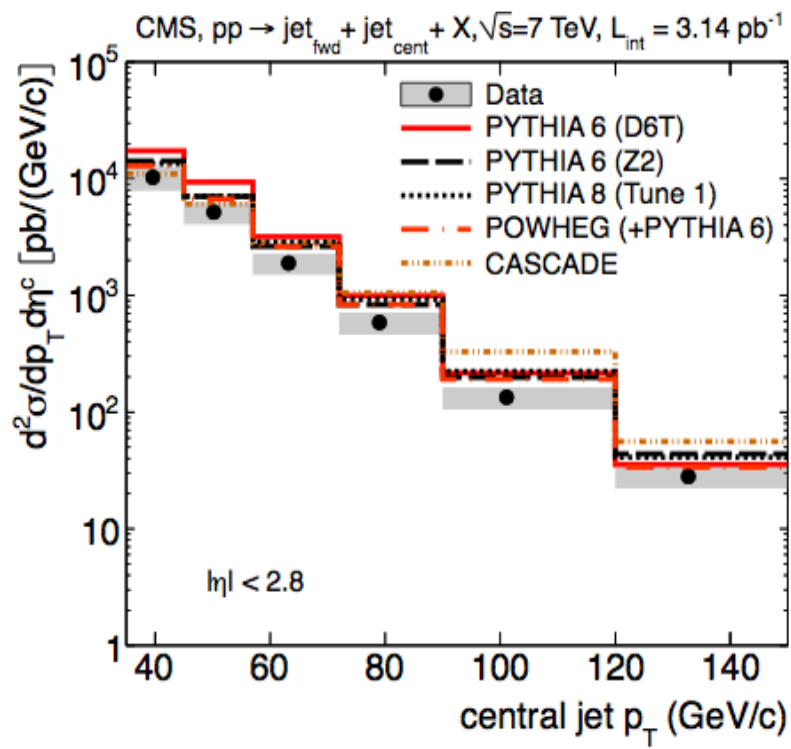 CMS, pp → jet_fwd + jet_cent + X, √s=7 TeV, L_int = 3.14 pb⁻¹
d²σ/dp_T dη^c [pb/(GeV/c)]
10⁵
10⁴
10³
10²
10
1
Data
PYTHIA 6 (D6T)
PYTHIA 6 (Z2)
PYTHIA 8 (Tune 1)
POWHEG (+PYTHIA 6)
CASCADE
|η| < 2.8
40 60 80 100 120 140
central jet p_T (GeV/c)